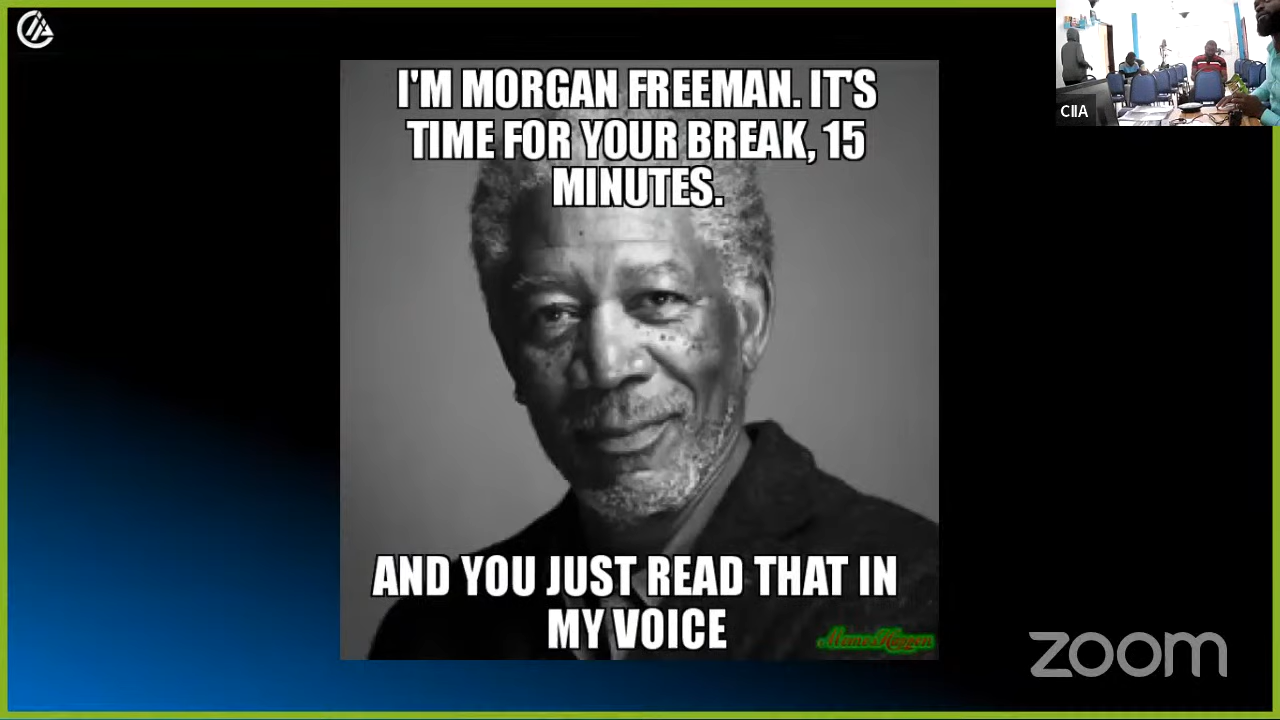 I'M MORGAN FREEMAN. IT'S
TIME FOR YOUR BREAK, 15
MINUTES.
AND YOU JUST READ THAT IN
MY VOICE
CIIA
zoom